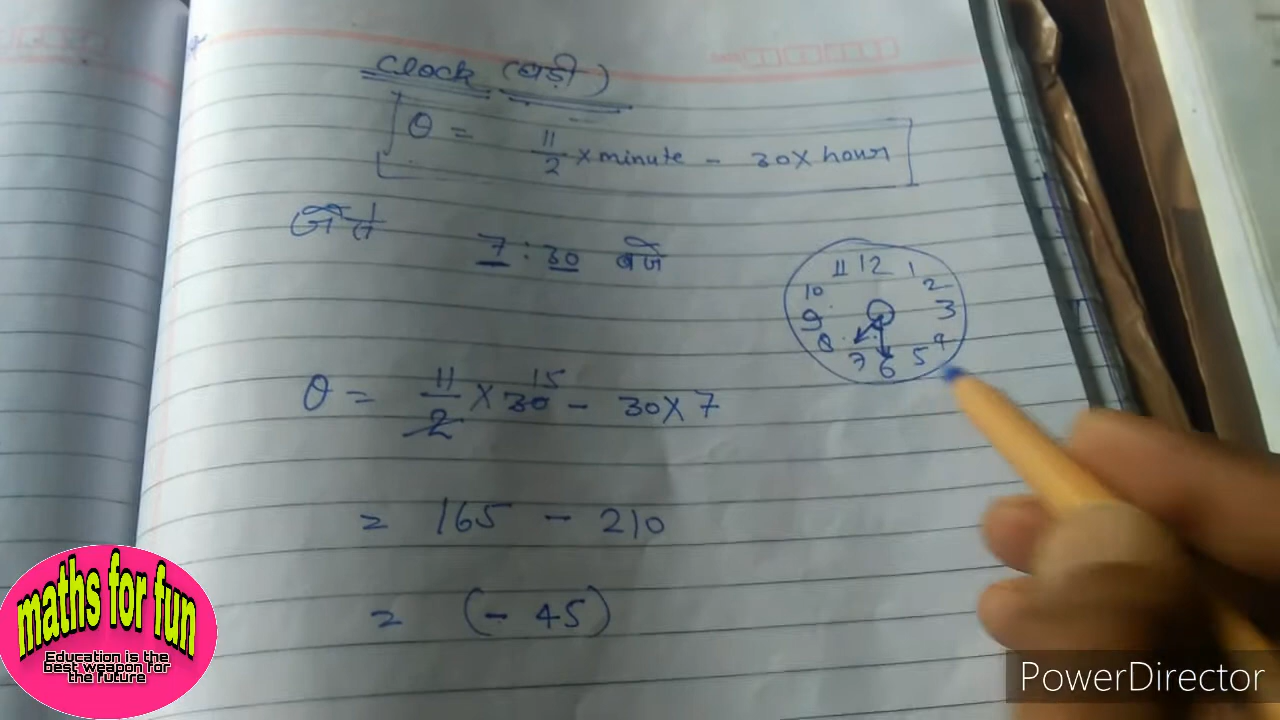 Clock (घड़ी)
θ = 11/2 × minute - 30 × hour
जैसे 7 : 30 बजे
11 12 1
10 2
9 3
8 4
7 6 5
θ = 11/2 × 30 15 - 30 × 7
= 165 - 210
= (- 45)
maths for fun
Education is the
best weapon for
the future
PowerDirector